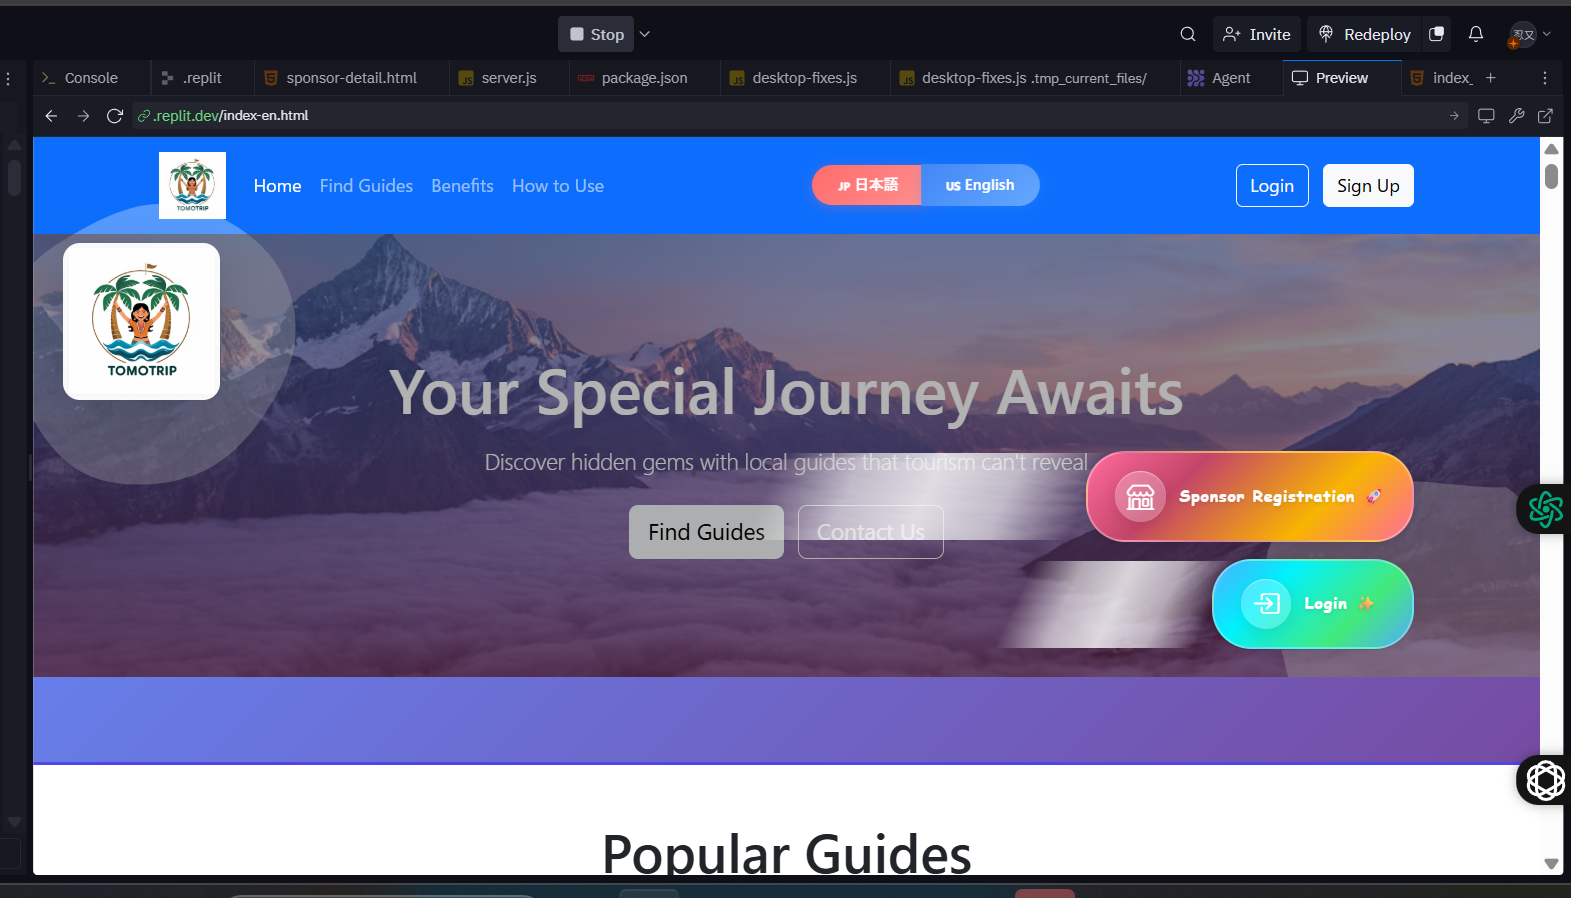 Stop
Invite
Redeploy
忍又
Console
.replit
sponsor-detail.html
server.js
package.json
desktop-fixes.js
desktop-fixes.js .tmp_current_files/
Agent
Preview
index_
.replit.dev/index-en.html
TOMOTRIP
Home
Find Guides
Benefits
How to Use
JP 日本語
US English
Login
Sign Up
TOMOTRIP
Your Special Journey Awaits
Discover hidden gems with local guides that tourism can't reveal
Sponsor Registration 🚀
Find Guides
Contact Us
Login ✨
Popular Guides